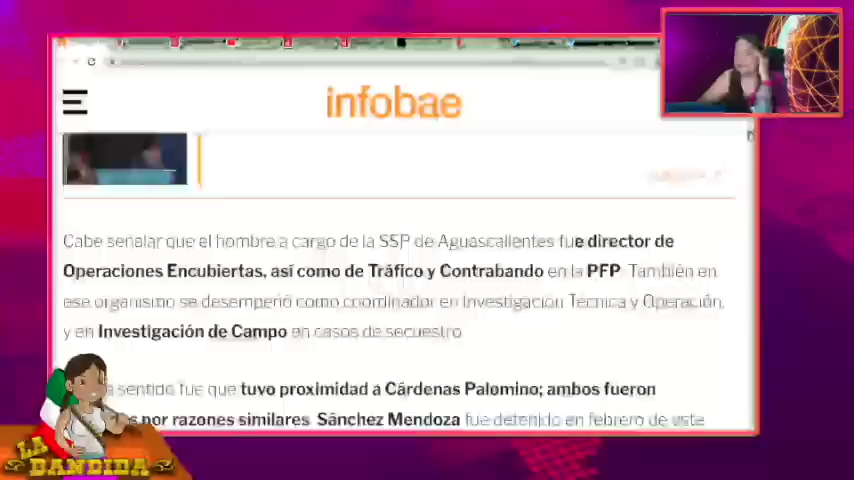 infobae
Cabe señalar que el hombre a cargo de la SSP de Aguascalientes fue director de
Operaciones Encubiertas, así como de Tráfico y Contrabando en la PFP. También en
ese organismo se desempeñó como coordinador en Investigación Técnica y Operación,
y en Investigación de Campo en casos de secuestro
sentido fue que tuvo proximidad a Cárdenas Palomino; ambos fueron
por razones similares Sánchez Mendoza fue detenido en febrero de este
LA
BANDIDA